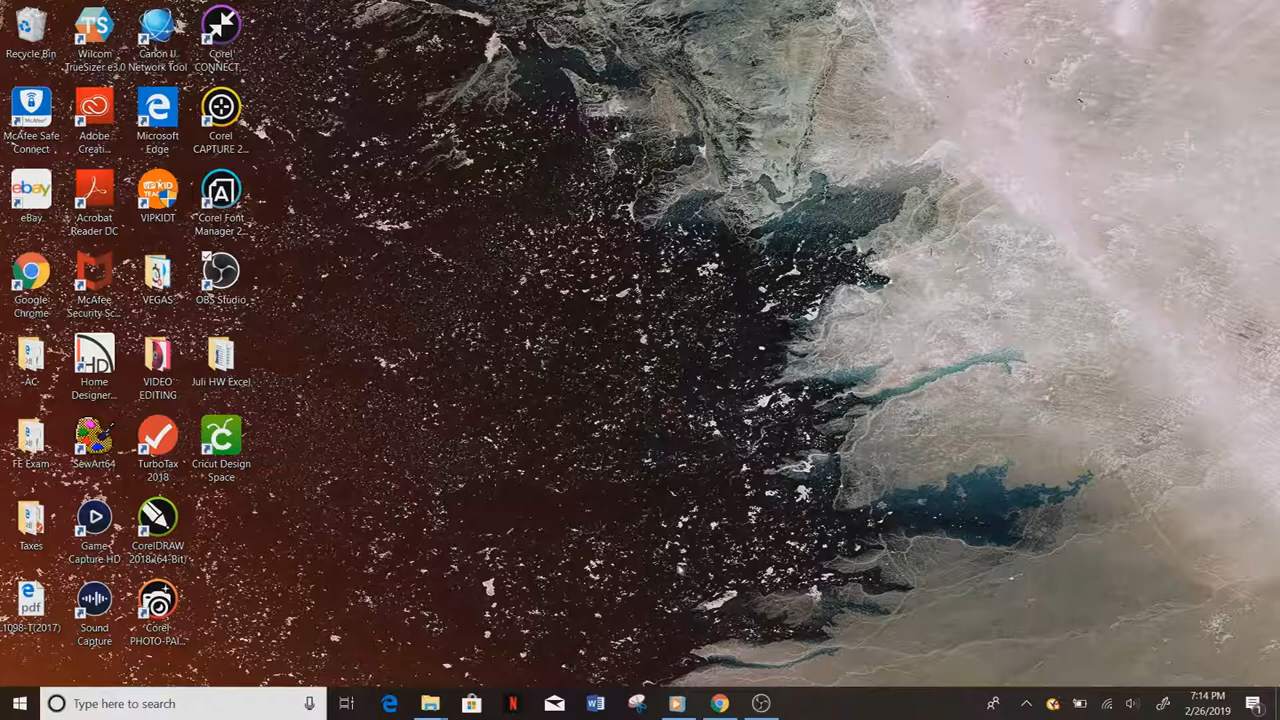 Recycle Bin
Wilcom
TrueSizer e3.0
Canon IJ
Network Tool
Corel
CONNECT...
McAfee Safe
Connect
Adobe
Creati...
Microsoft
Edge
Corel
CAPTURE 2...
eBay
Acrobat
Reader DC
VIPKIDT
Corel Font
Manager 2...
Google
Chrome
McAfee
Security Sc...
VEGAS
OBS Studio
AC
Home
Designer...
VIDEO
EDITING
Juli HW Excel
FE Exam
SewArt64
TurboTax
2018
Cricut Design
Space
Taxes
Game
Capture HD
CorelDRAW
2018 (64-Bit)
1098-T(2017)
Sound
Capture
Corel
PHOTO-PAI...
Type here to search
7:14 PM
2/26/2019